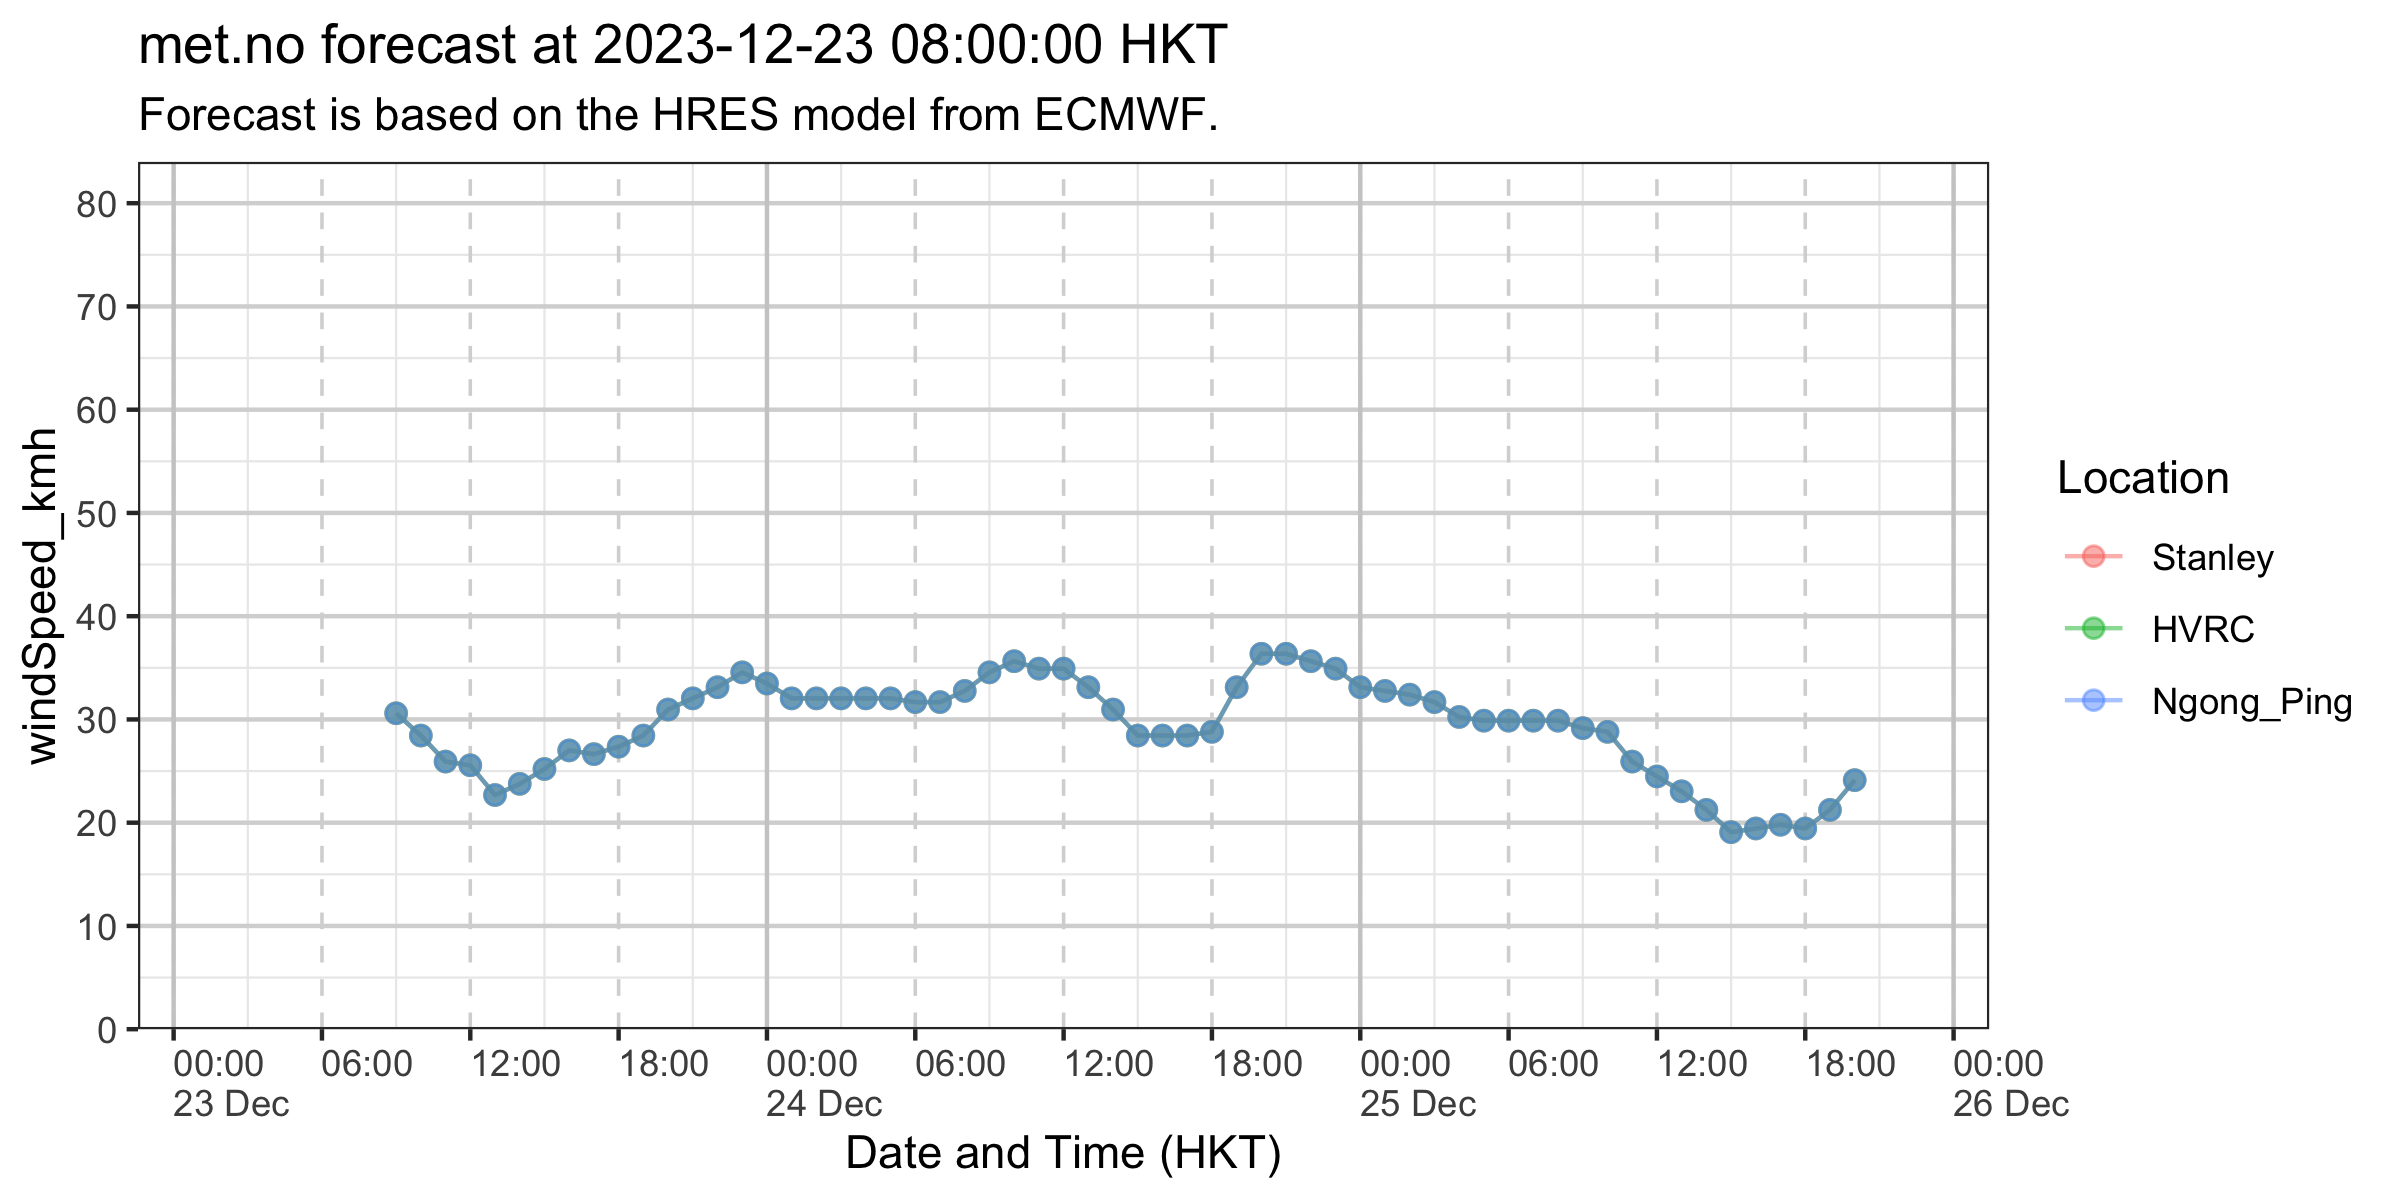 met.no forecast at 2023-12-23 08:00:00 HKT
Forecast is based on the HRES model from ECMWF.
windSpeed_kmh
80
70
60
50
40
30
20
10
0
00:00 06:00 12:00 18:00 00:00 06:00 12:00 18:00 00:00 06:00 12:00 18:00 00:00
23 Dec 24 Dec 25 Dec 26 Dec
Date and Time (HKT)
Location
Stanley
HVRC
Ngong_Ping